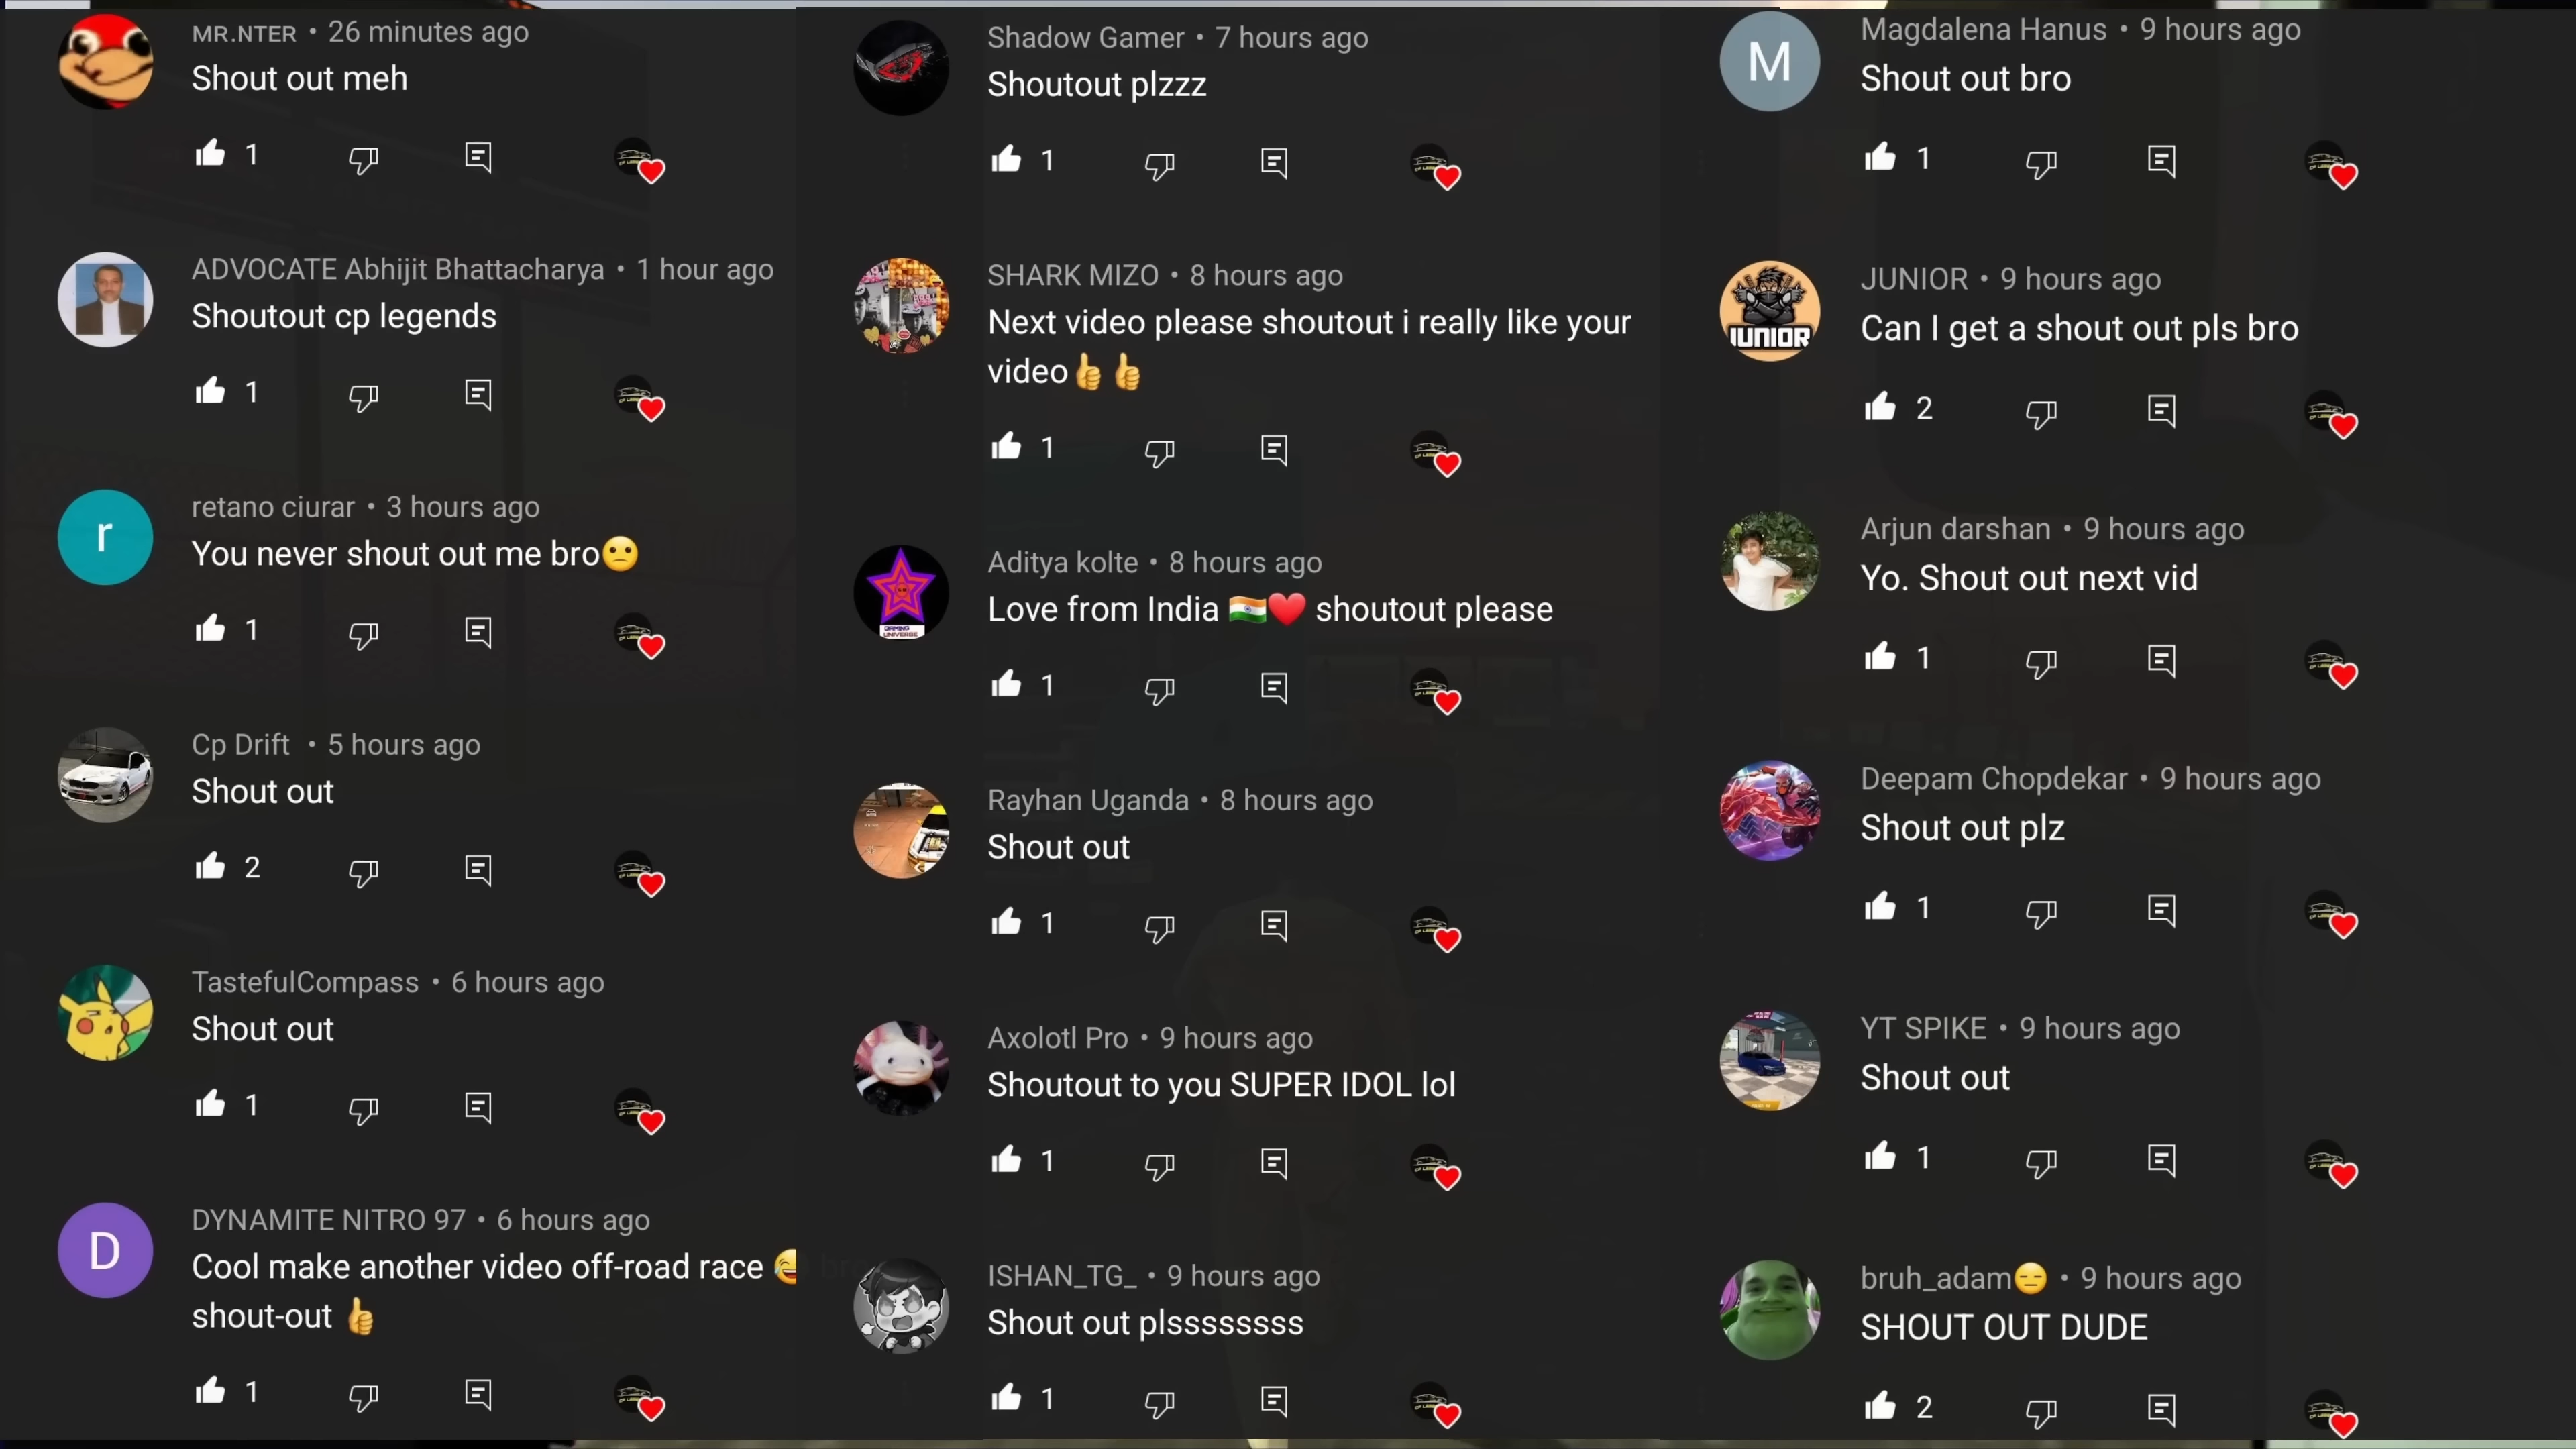 MR.NTER • 26 minutes ago
Shout out meh
1
ADVOCATE Abhijit Bhattacharya • 1 hour ago
Shoutout cp legends
1
r
retano ciurar • 3 hours ago
You never shout out me bro😕
1
Cp Drift • 5 hours ago
Shout out
2
TastefulCompass • 6 hours ago
Shout out
1
D
DYNAMITE NITRO 97 • 6 hours ago
Cool make another video off-road race 😂
shout-out 👍
1
Shadow Gamer • 7 hours ago
Shoutout plzzz
1
SHARK MIZO • 8 hours ago
Next video please shoutout i really like your
video👍👍
1
GAMING
UNIVERSE
Aditya kolte • 8 hours ago
Love from India 🇮🇳❤️ shoutout please
1
Rayhan Uganda • 8 hours ago
Shout out
1
Axolotl Pro • 9 hours ago
Shoutout to you SUPER IDOL lol
1
ISHAN_TG_ • 9 hours ago
Shout out plssssssss
1
M
Magdalena Hanus • 9 hours ago
Shout out bro
1
JUNIOR
JUNIOR • 9 hours ago
Can I get a shout out pls bro
2
Arjun darshan • 9 hours ago
Yo. Shout out next vid
1
Deepam Chopdekar • 9 hours ago
Shout out plz
1
YT SPIKE • 9 hours ago
Shout out
1
bruh_adam😑 • 9 hours ago
SHOUT OUT DUDE
2